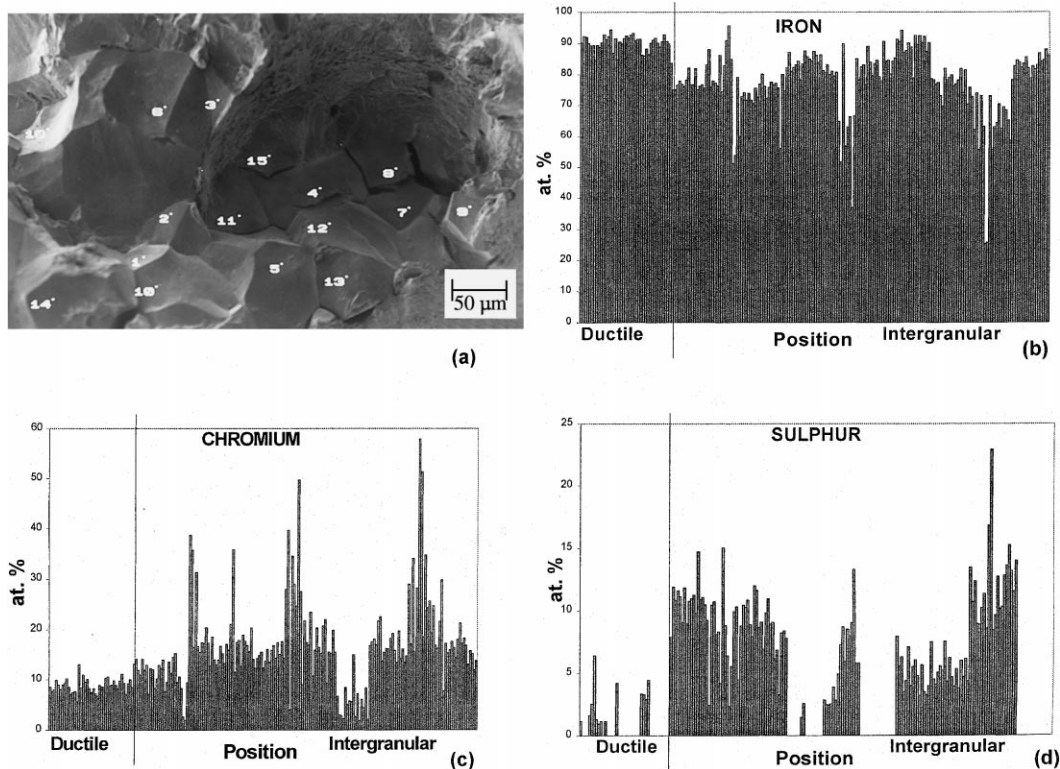 6°
3°
15°
8°
4°
7°
9°
2°
11°
12°
1°
5°
10°
13°
14°
50 µm
(a)
IRON
100
90
80
70
60
50
40
30
20
10
0
at. %
Ductile
Position
Intergranular
(b)
CHROMIUM
60
50
40
30
20
10
0
at. %
Ductile
Position
Intergranular
(c)
SULPHUR
25
20
15
10
5
0
at. %
Ductile
Position
Intergranular
(d)